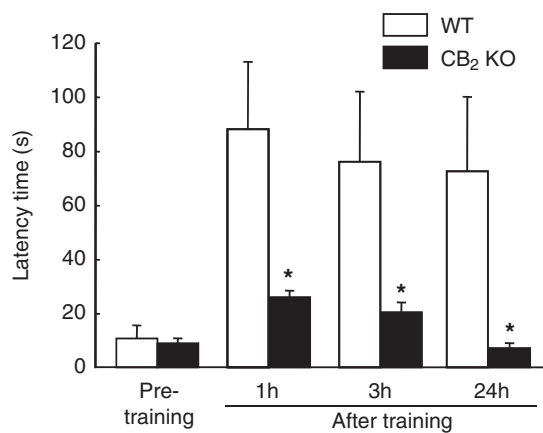 WT
CB₂ KO
Latency time (s)
120
100
80
60
40
20
0
*
*
*
Pre-
training
1h
3h
24h
After training